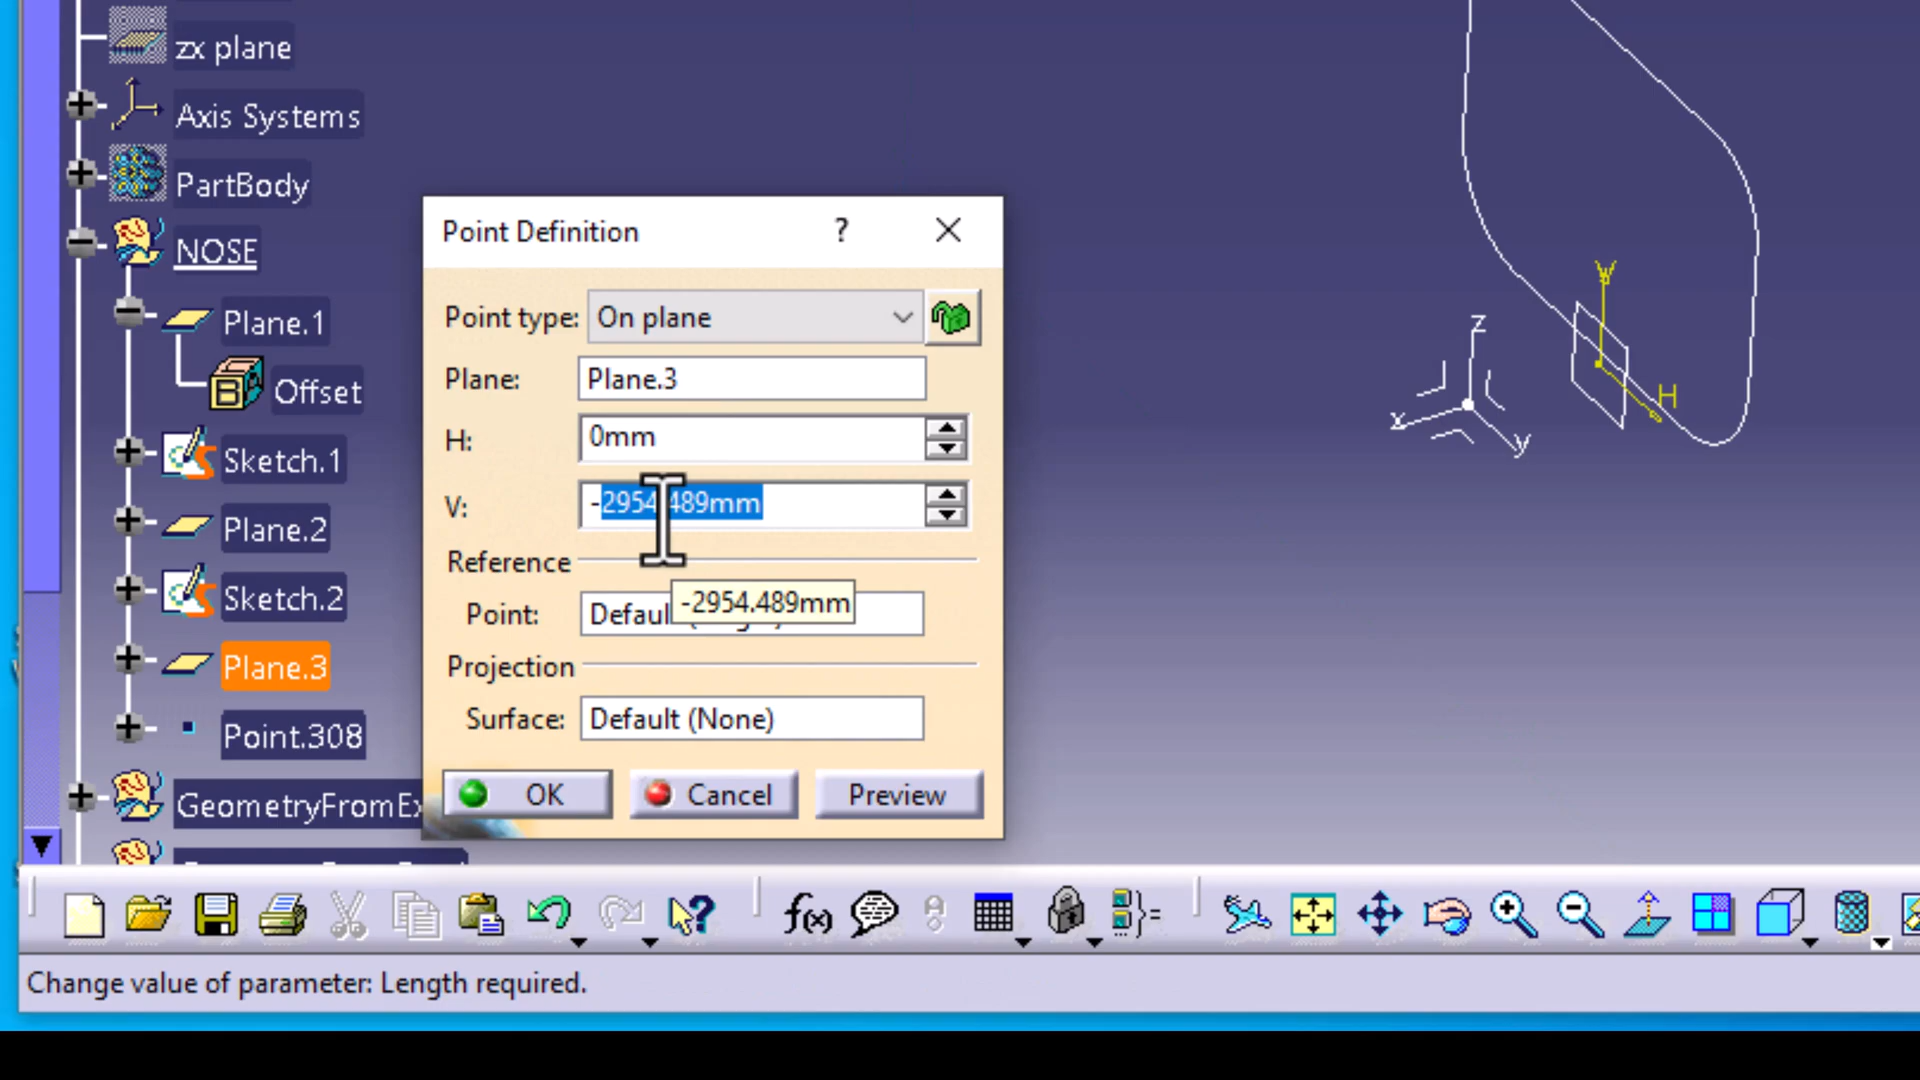 zx plane
Axis Systems
PartBody
NOSE
Plane.1
Offset
Sketch.1
Plane.2
Sketch.2
Plane.3
Point.308
Point Definition
?
Point type: On plane
Plane: Plane.3
H: 0mm
V: -2954.489mm
Reference
-2954.489mm
Point:
Projection
Surface: Default (None)
OK Cancel Preview
y
H
z
x
y
B
f(x)
Change value of parameter: Length required.